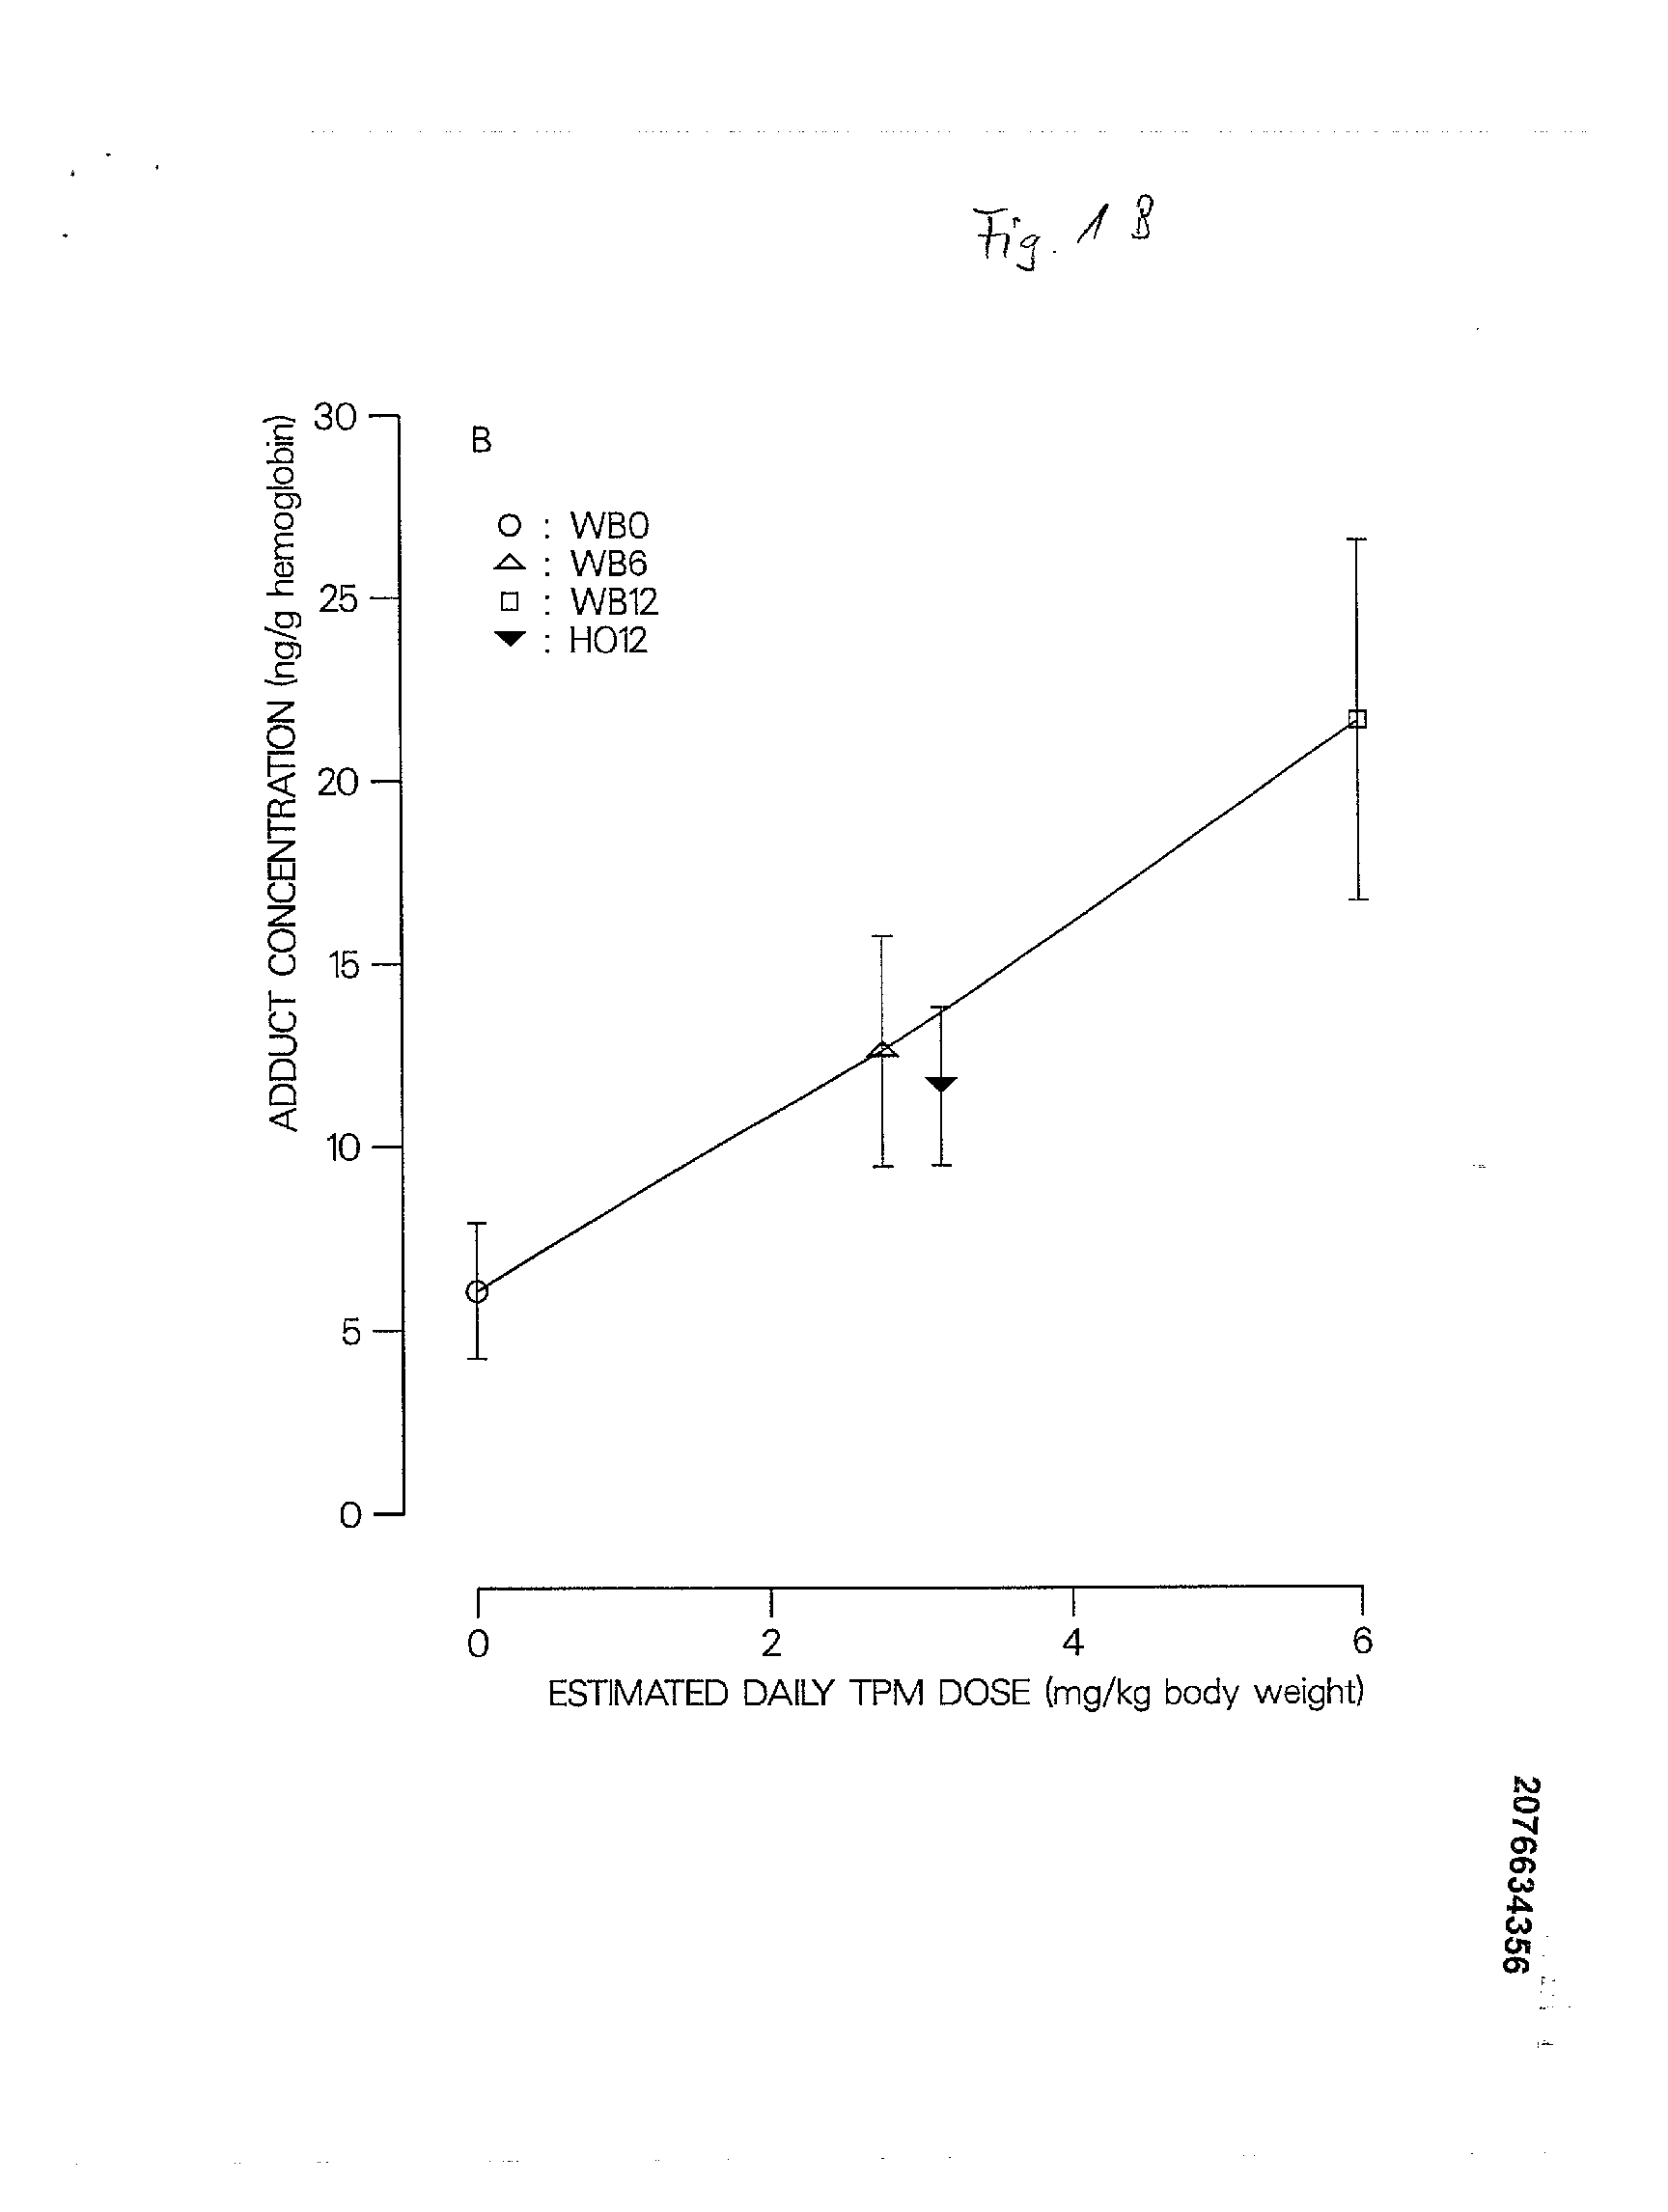 Fig. 1 B
B
○ : WB0
△ : WB6
□ : WB12
▼ : HO12
ADDUCT CONCENTRATION (ng/g hemoglobin)
30
25
20
15
10
5
0
0 2 4 6
ESTIMATED DAILY TPM DOSE (mg/kg body weight)
2076634356